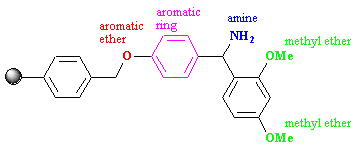 aromatic
ether
aromatic
ring
amine
NH2
methyl ether
O
OMe
methyl ether
OMe